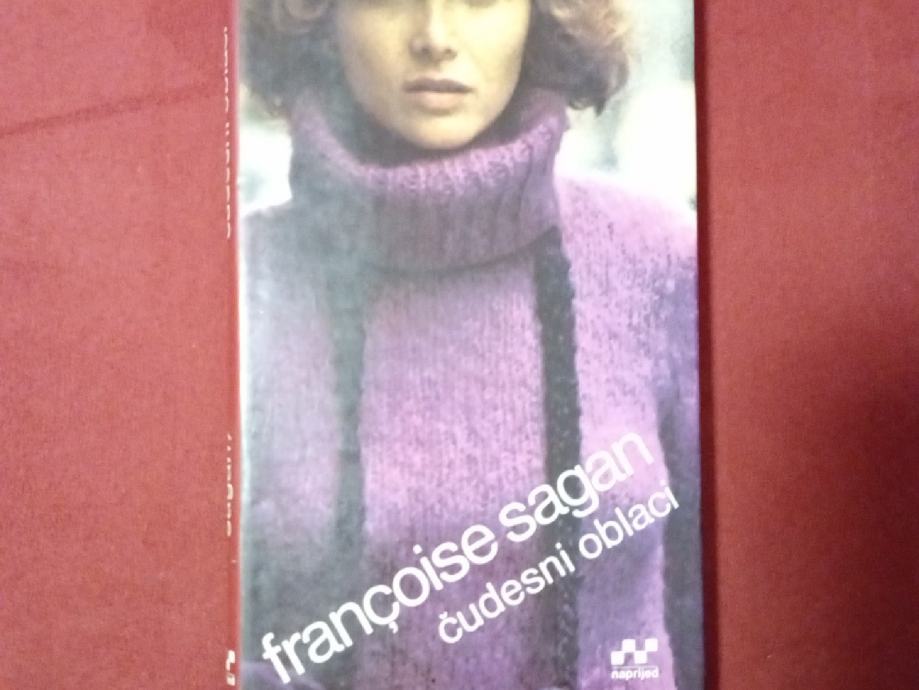 françoise sagan
čudesni oblaci
naprijed